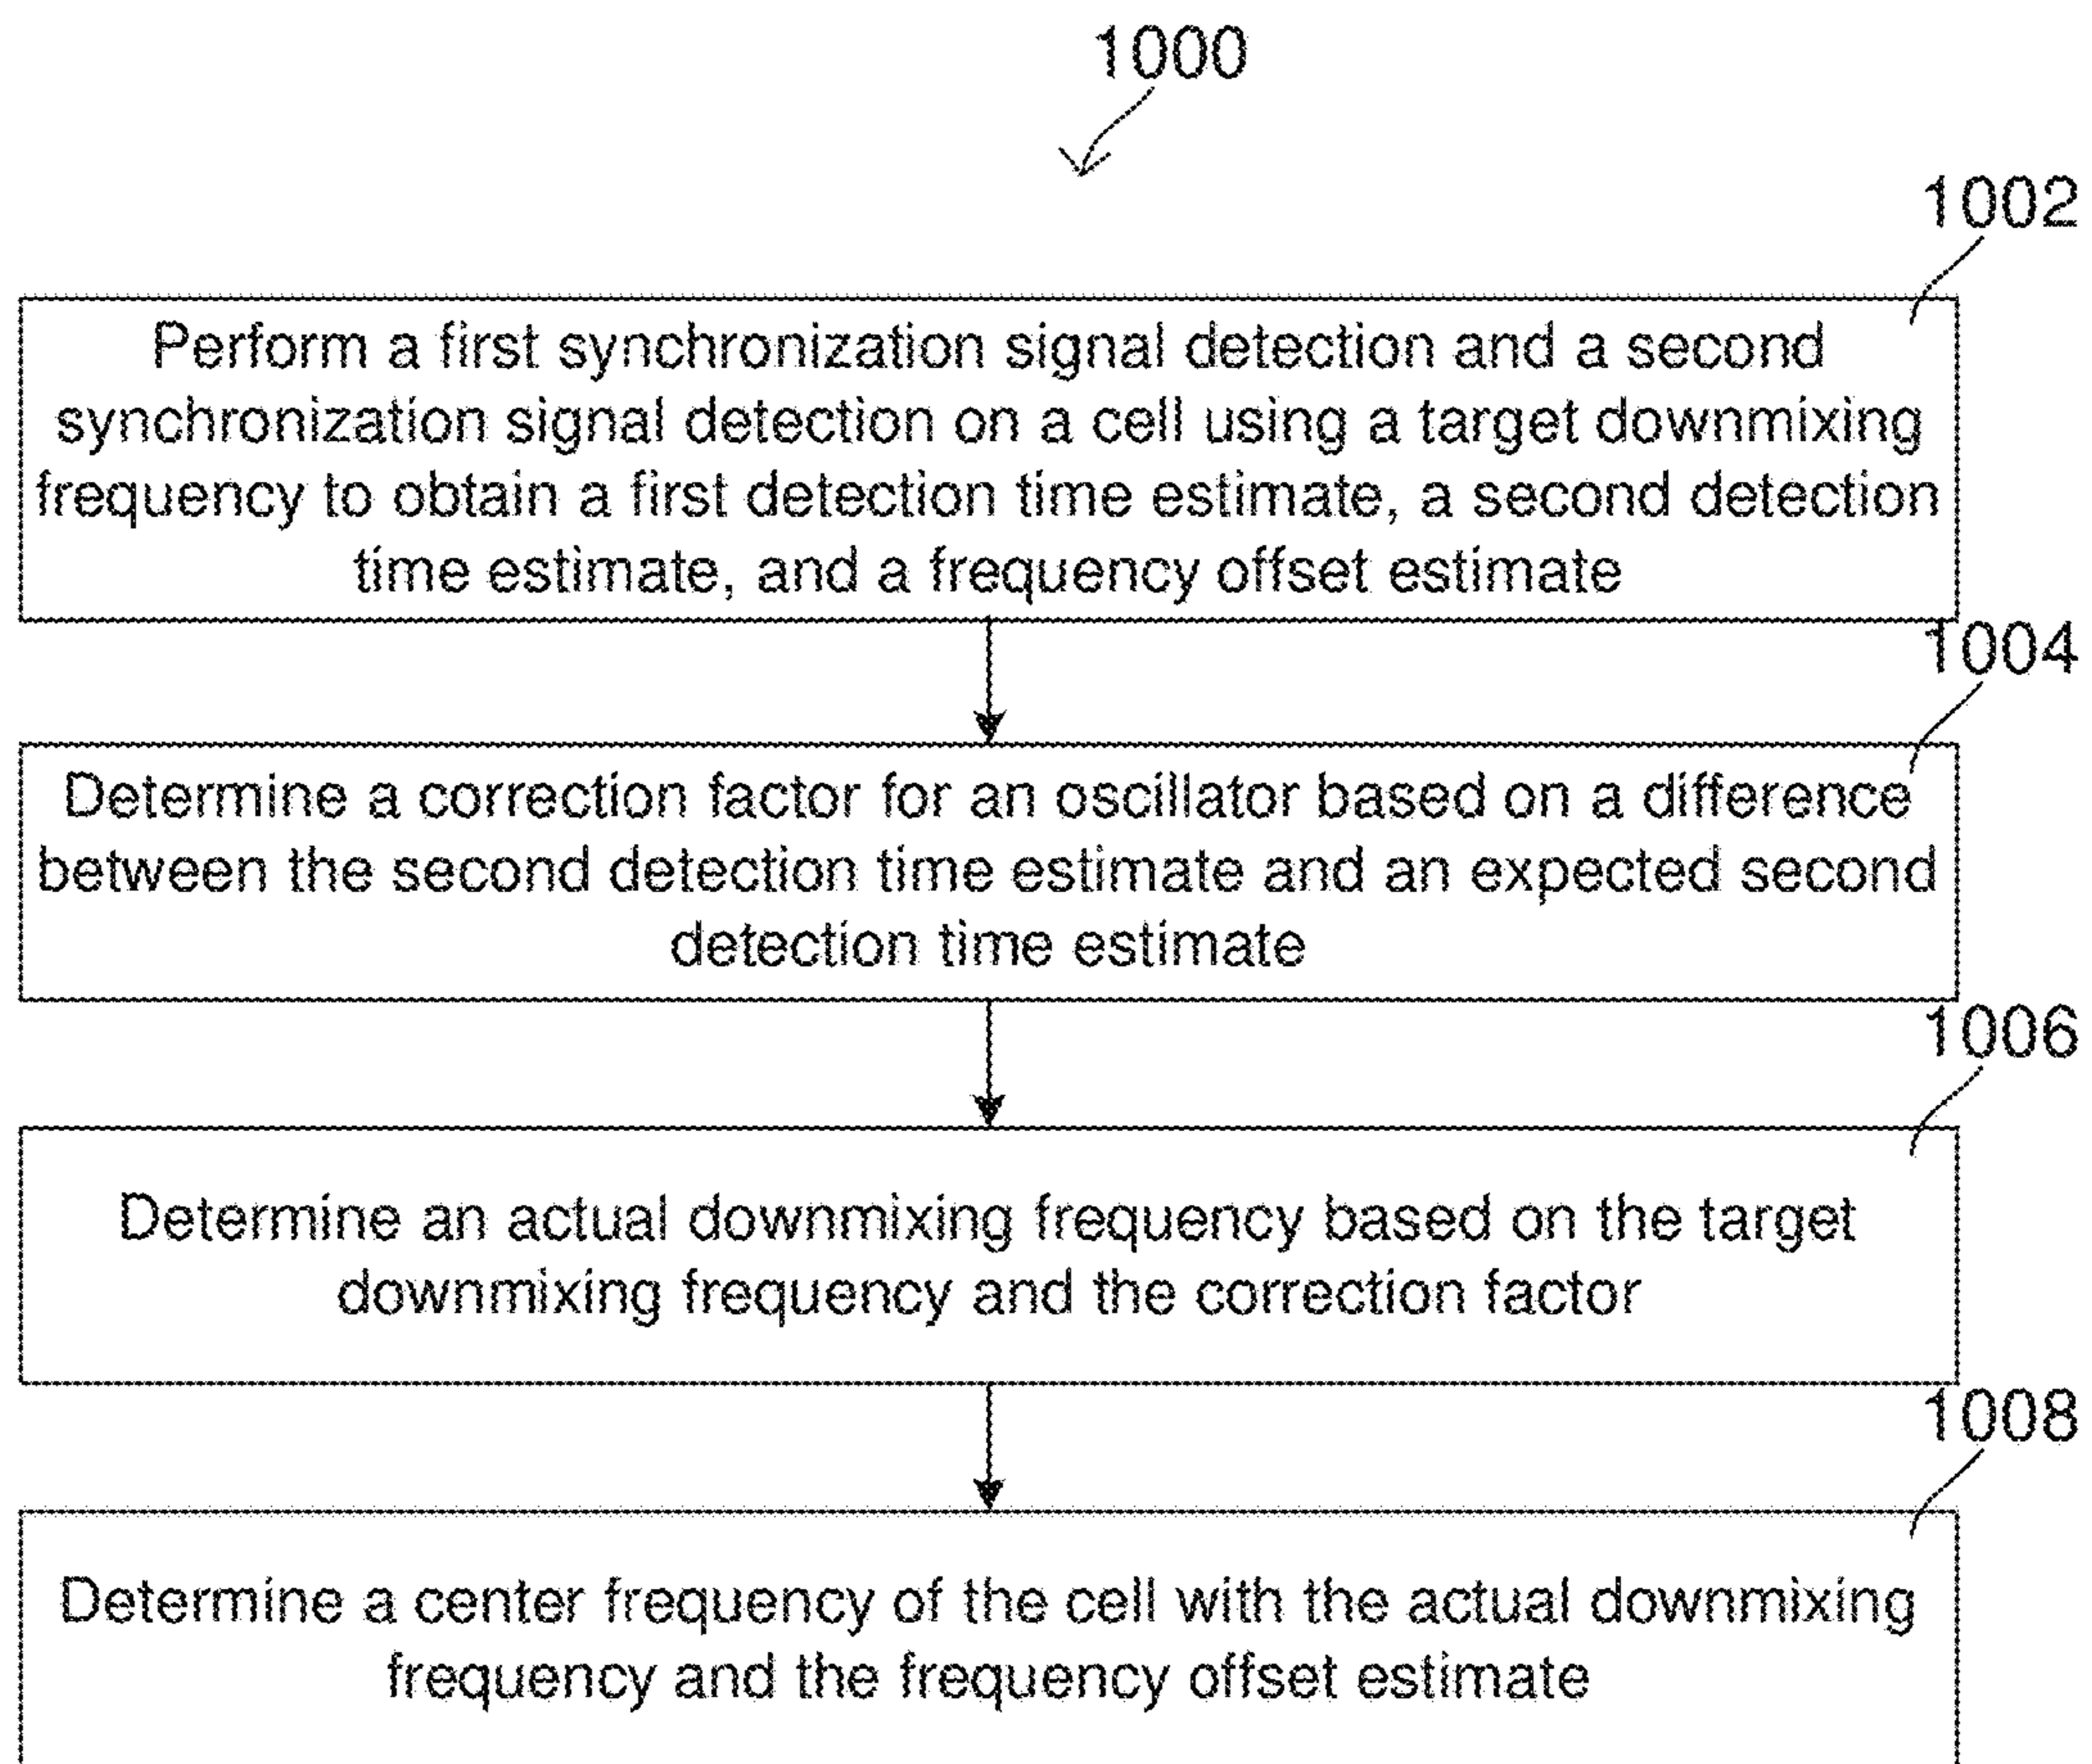 1000
1002
Perform a first synchronization signal detection and a second
synchronization signal detection on a cell using a target downmixing
frequency to obtain a first detection time estimate, a second detection
time estimate, and a frequency offset estimate
1004
Determine a correction factor for an oscillator based on a difference
between the second detection time estimate and an expected second
detection time estimate
1006
Determine an actual downmixing frequency based on the target
downmixing frequency and the correction factor
1008
Determine a center frequency of the cell with the actual downmixing
frequency and the frequency offset estimate